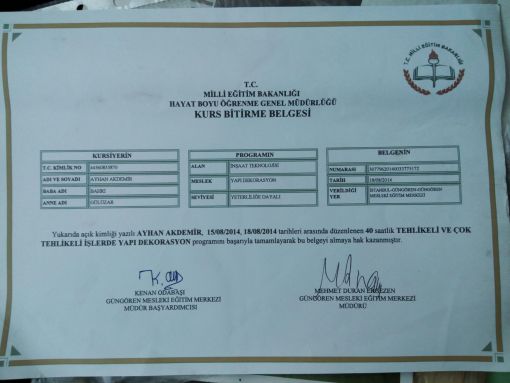 T.C. MİLLÎ EĞİTİM BAKANLIĞI
T.C.
MİLLİ EĞİTİM BAKANLIĞI
HAYAT BOYU ÖĞRENME GENEL MÜDÜRLÜĞÜ
KURS BİTİRME BELGESİ
KURSİYERİN
T.C. KİMLİK NO
ADI VE SOYADI AYHAN AKDEMİR
BABA ADI BAHRİ
ANNE ADI GÜLİZAR
PROGRAMIN
ALAN İNŞAAT TEKNOLOJİSİ
MESLEK YAPI DEKORASYON
SEVİYESİ YETERLİLİĞE DAYALI
BELGENİN
NUMARASI
TARİH 18/08/2014
VERİLDİĞİ YER İSTANBUL-GÜNGÖREN-GÜNGÖREN
MESLEKİ EĞİTİM MERKEZİ
Yukarıda açık kimliği yazılı AYHAN AKDEMİR, 15/08/2014, 18/08/2014 tarihleri arasında düzenlenen 40 saatlik TEHLİKELİ VE ÇOK
TEHLİKELİ İŞLERDE YAPI DEKORASYON programını başarıyla tamamlayarak bu belgeyi almaya hak kazanmıştır.
KENAN ODABAŞI
GÜNGÖREN MESLEKİ EĞİTİM MERKEZİ
MÜDÜR BAŞYARDIMCISI
MEHMET DURAN
GÜNGÖREN MESLEKİ EĞİTİM MERKEZİ
MÜDÜRÜ